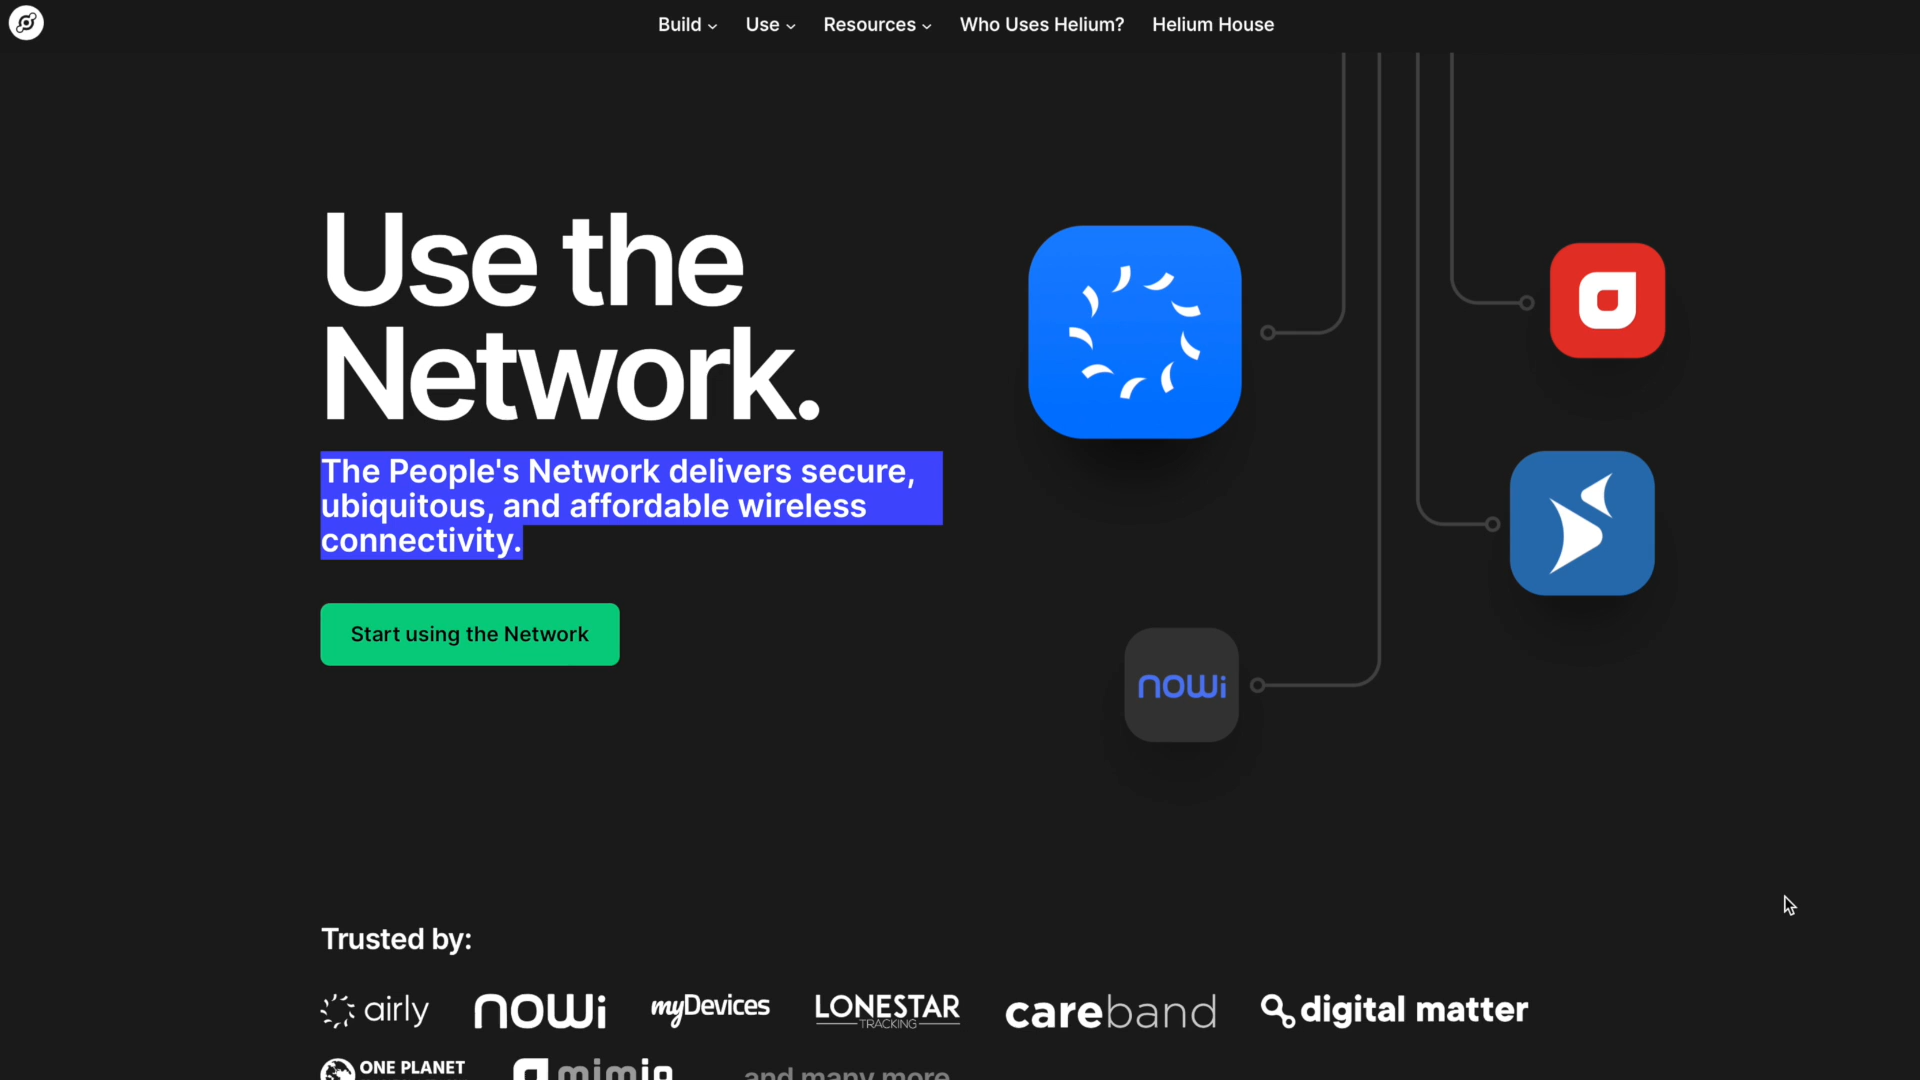 Build Use Resources Who Uses Helium? Helium House
Use the
Network.
The People's Network delivers secure,
ubiquitous, and affordable wireless
connectivity.
Start using the Network
nowi
Trusted by:
airly nowi myDevices LONESTAR TRACKING careband digital matter
ONE PLANET mimiq and many more